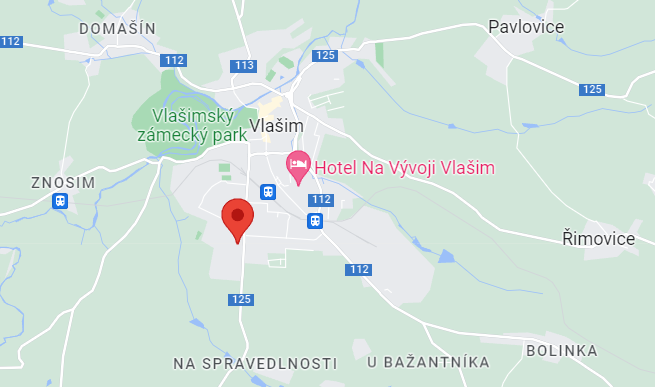 DOMAŠÍN
Pavlovice
112
125
112
113
125
Vlašimský
zámecký park
Vlašim
Hotel Na Vývoji Vlašim
ZNOSIM
112
Římovice
112
125
NA SPRAVEDLNOSTI
U BAŽANTNÍKA
BOLINKA